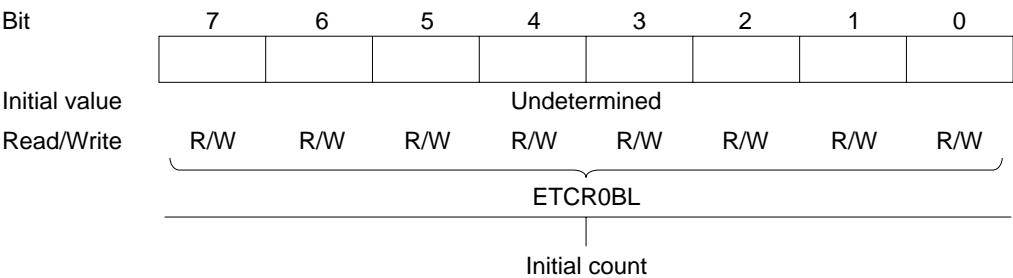 Bit 7 6 5 4 3 2 1 0
Initial value Undetermined
Read/Write R/W R/W R/W R/W R/W R/W R/W R/W
ETCR0BL
Initial count